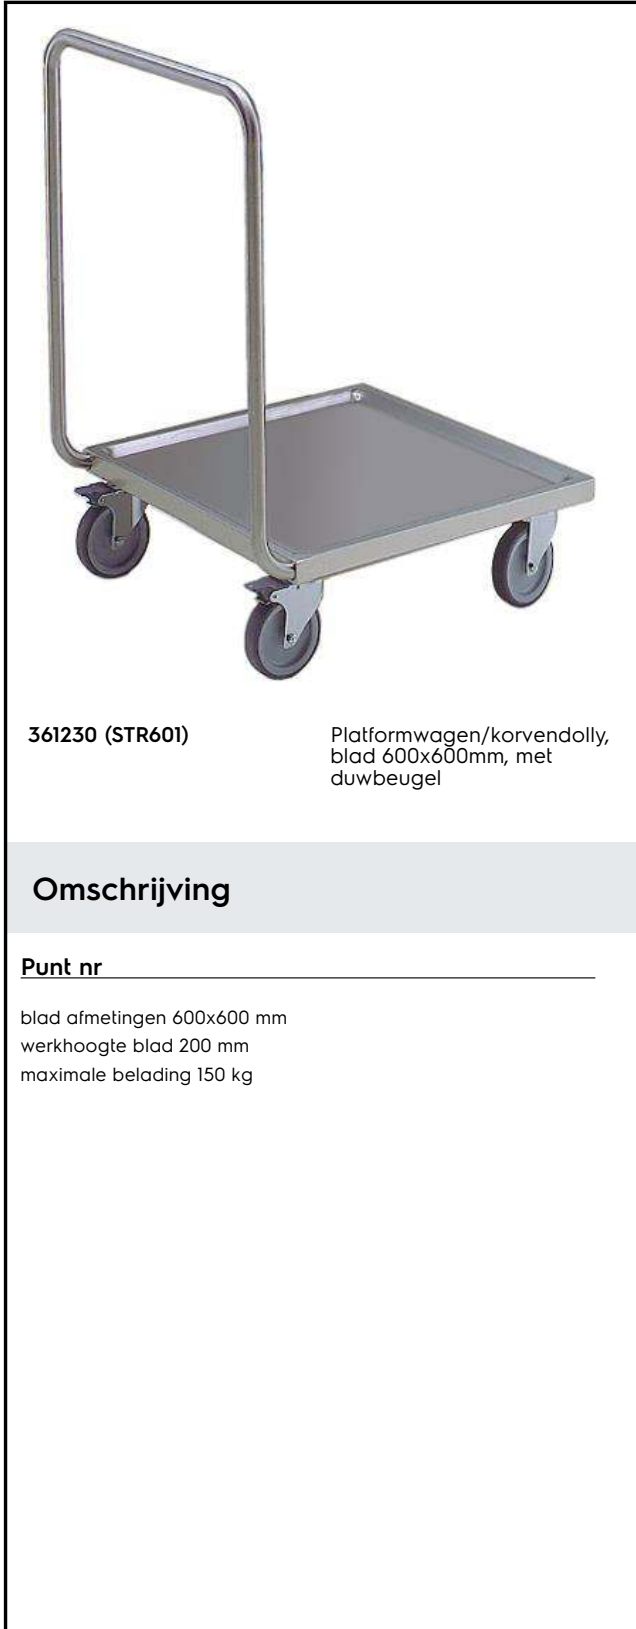 361230 (STR601)
Platformwagen/korvendolly,
blad 600x600mm, met
duwbeugel
Omschrijving
Punt nr
blad afmetingen 600x600 mm
werkhoogte blad 200 mm
maximale belading 150 kg